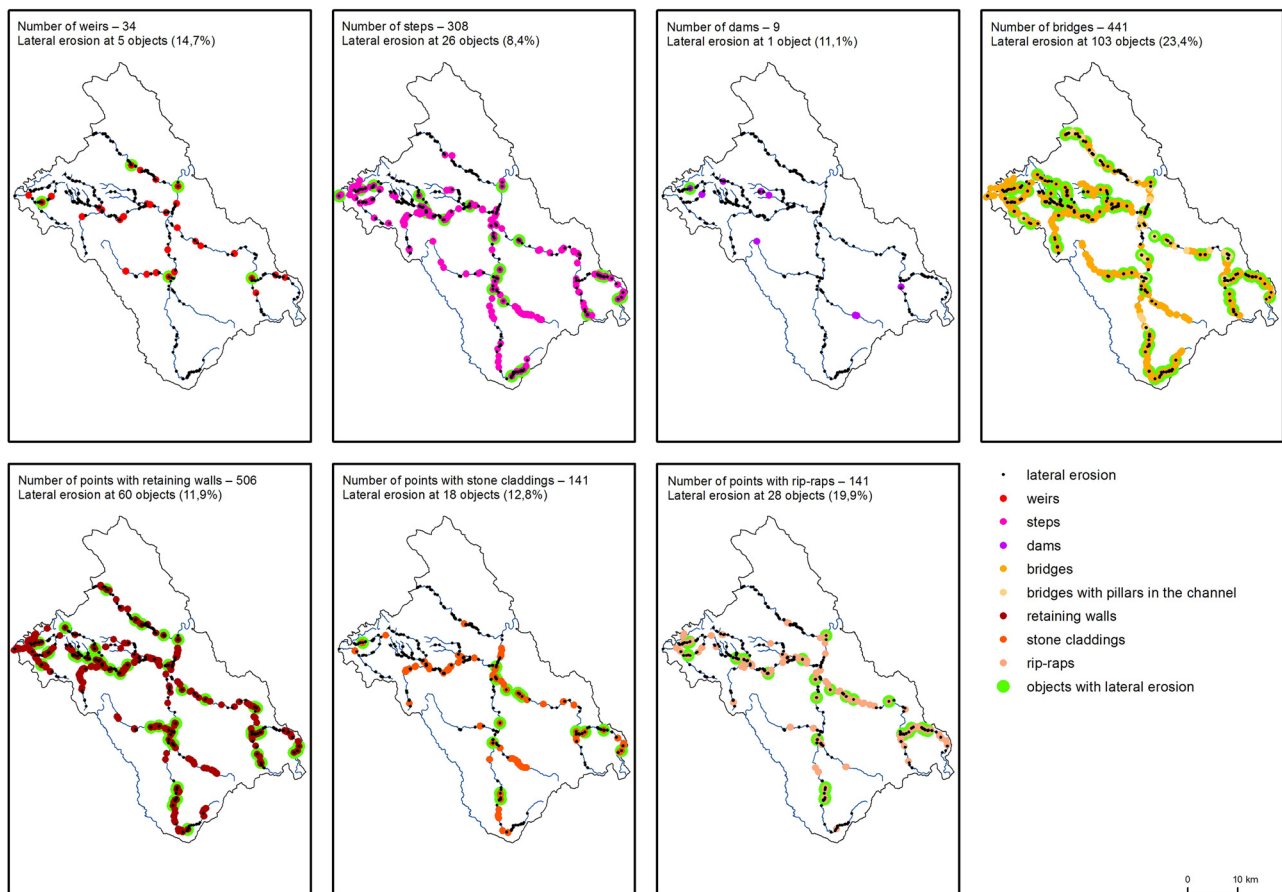 Number of weirs – 34
Lateral erosion at 5 objects (14,7%)
Number of steps – 308
Lateral erosion at 26 objects (8,4%)
Number of dams – 9
Lateral erosion at 1 object (11,1%)
Number of bridges – 441
Lateral erosion at 103 objects (23,4%)
Number of points with retaining walls – 506
Lateral erosion at 60 objects (11,9%)
Number of points with stone claddings – 141
Lateral erosion at 18 objects (12,8%)
Number of points with rip-raps – 141
Lateral erosion at 28 objects (19,9%)
lateral erosion
weirs
steps
dams
bridges
bridges with pillars in the channel
retaining walls
stone claddings
rip-raps
objects with lateral erosion
0 10 km